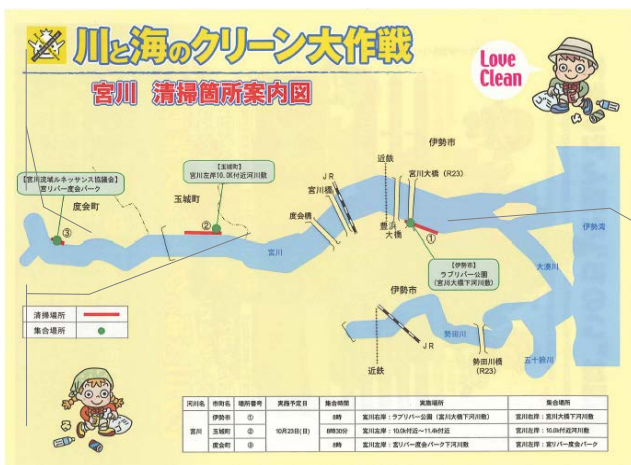 川と海のクリーン大作戦
宮川 清掃箇所案内図
Love
Clean
伊勢市
【玉城町】
宮川左岸10.0K付近河川敷
近鉄
宮川大橋(R23)
【宮川流域ルネッサンス協議会】
宮リバー度会パーク
JR
宮川橋
度会町
玉城町
度会橋
③
②
豊浜
大橋
①
伊勢湾
宮川
【伊勢市】
ラブリバー公園
(宮川大橋下河川敷)
大湊川
伊勢市
清掃場所
集合場所
勢田川
JR
近鉄
勢田川橋
(R23)
五十鈴川
河川名 市町名 場所番号 実施予定日 集合時間 実施場所 集合場所
宮川 伊勢市 ① 10月23日(日) 8時 宮川右岸:ラブリバー公園(宮川大橋下河川敷) 宮川右岸:宮川大橋下河川敷
玉城町 ② 8時30分 宮川左岸:10.0k付近~11.4k付近 宮川左岸:10.0k付近河川敷
度会町 ③ 8時 宮川左岸:宮リバー度会パーク下河川敷 宮川左岸:宮リバー度会パーク